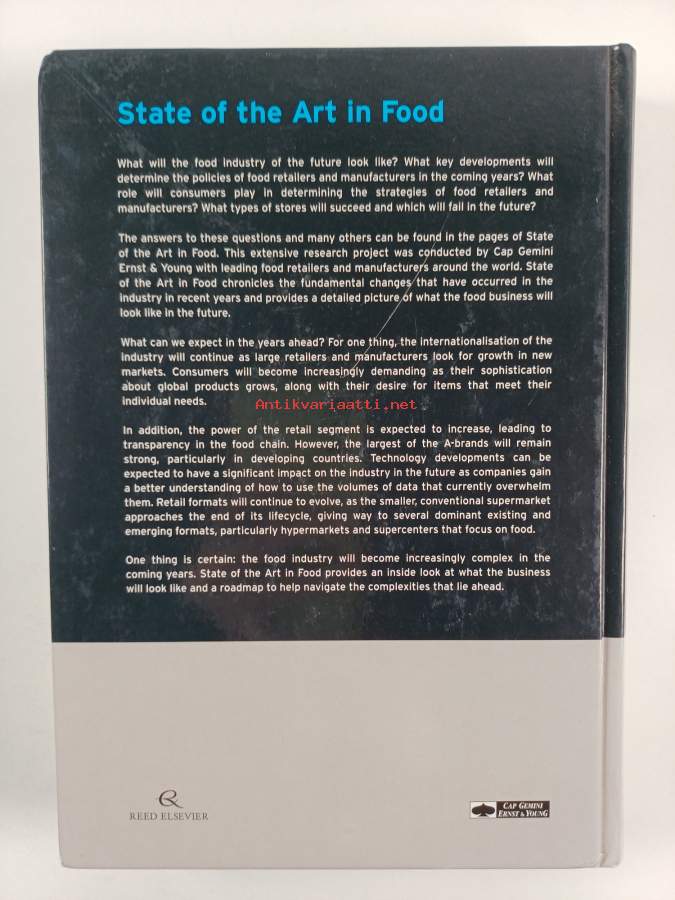 State of the Art in Food
What will the food industry of the future look like? What key developments will
determine the policies of food retailers and manufacturers in the coming years? What
role will consumers play in determining the strategies of food retailers and
manufacturers? What types of stores will succeed and which will fail in the future?
The answers to these questions and many others can be found in the pages of State
of the Art in Food. This extensive research project was conducted by Cap Gemini
Ernst & Young with leading food retailers and manufacturers around the world. State
of the Art in Food chronicles the fundamental changes that have occurred in the
industry in recent years and provides a detailed picture of what the food business will
look like in the future.
What can we expect in the years ahead? For one thing, the internationalisation of the
industry will continue as large retailers and manufacturers look for growth in new
markets. Consumers will become increasingly demanding as their sophistication
about global products grows, along with their desire for items that meet their
individual needs.
Antikvariaatti.net
In addition, the power of the retail segment is expected to increase, leading to
transparency in the food chain. However, the largest of the A-brands will remain
strong, particularly in developing countries. Technology developments can be
expected to have a significant impact on the industry in the future as companies gain
a better understanding of how to use the volumes of data that currently overwhelm
them. Retail formats will continue to evolve, as the smaller, conventional supermarket
approaches the end of its lifecycle, giving way to several dominant existing and
emerging formats, particularly hypermarkets and supercenters that focus on food.
One thing is certain: the food industry will become increasingly complex in the
coming years. State of the Art in Food provides an inside look at what the business
will look like and a roadmap to help navigate the complexities that lie ahead.
REED ELSEVIER
CAP GEMINI
ERNST & YOUNG